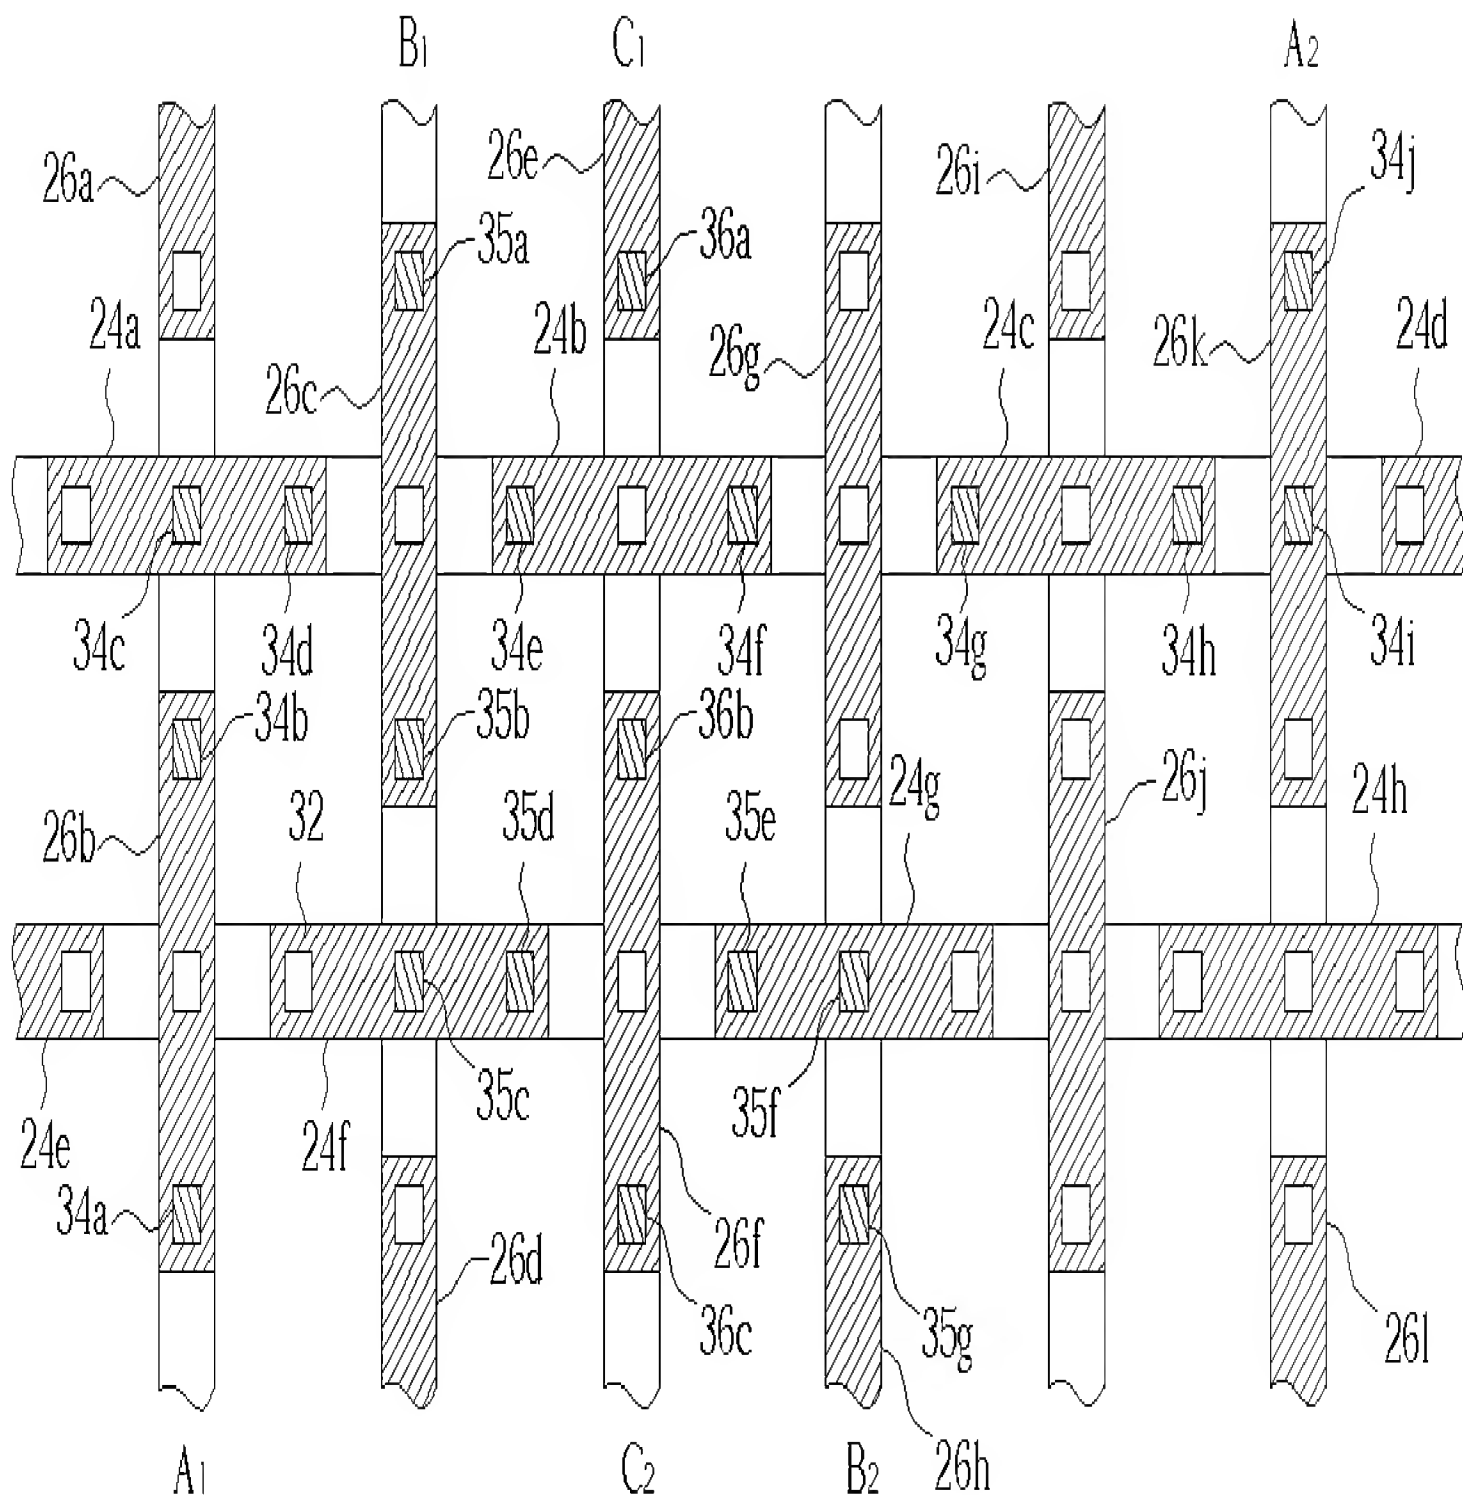 B1 C1 A2
26a 26e 26i 34j
35a 36a
24a 24b 24c 24d
26c 26g 26k
34c 34d 34e 34f 34g 34h 34i
34b 35b 36b
26b 32 35d 35e 24g 26j 24h
24e 24f 35c 35f
34a 26d 26f
36c 35g 26l
26h
A1 C2 B2